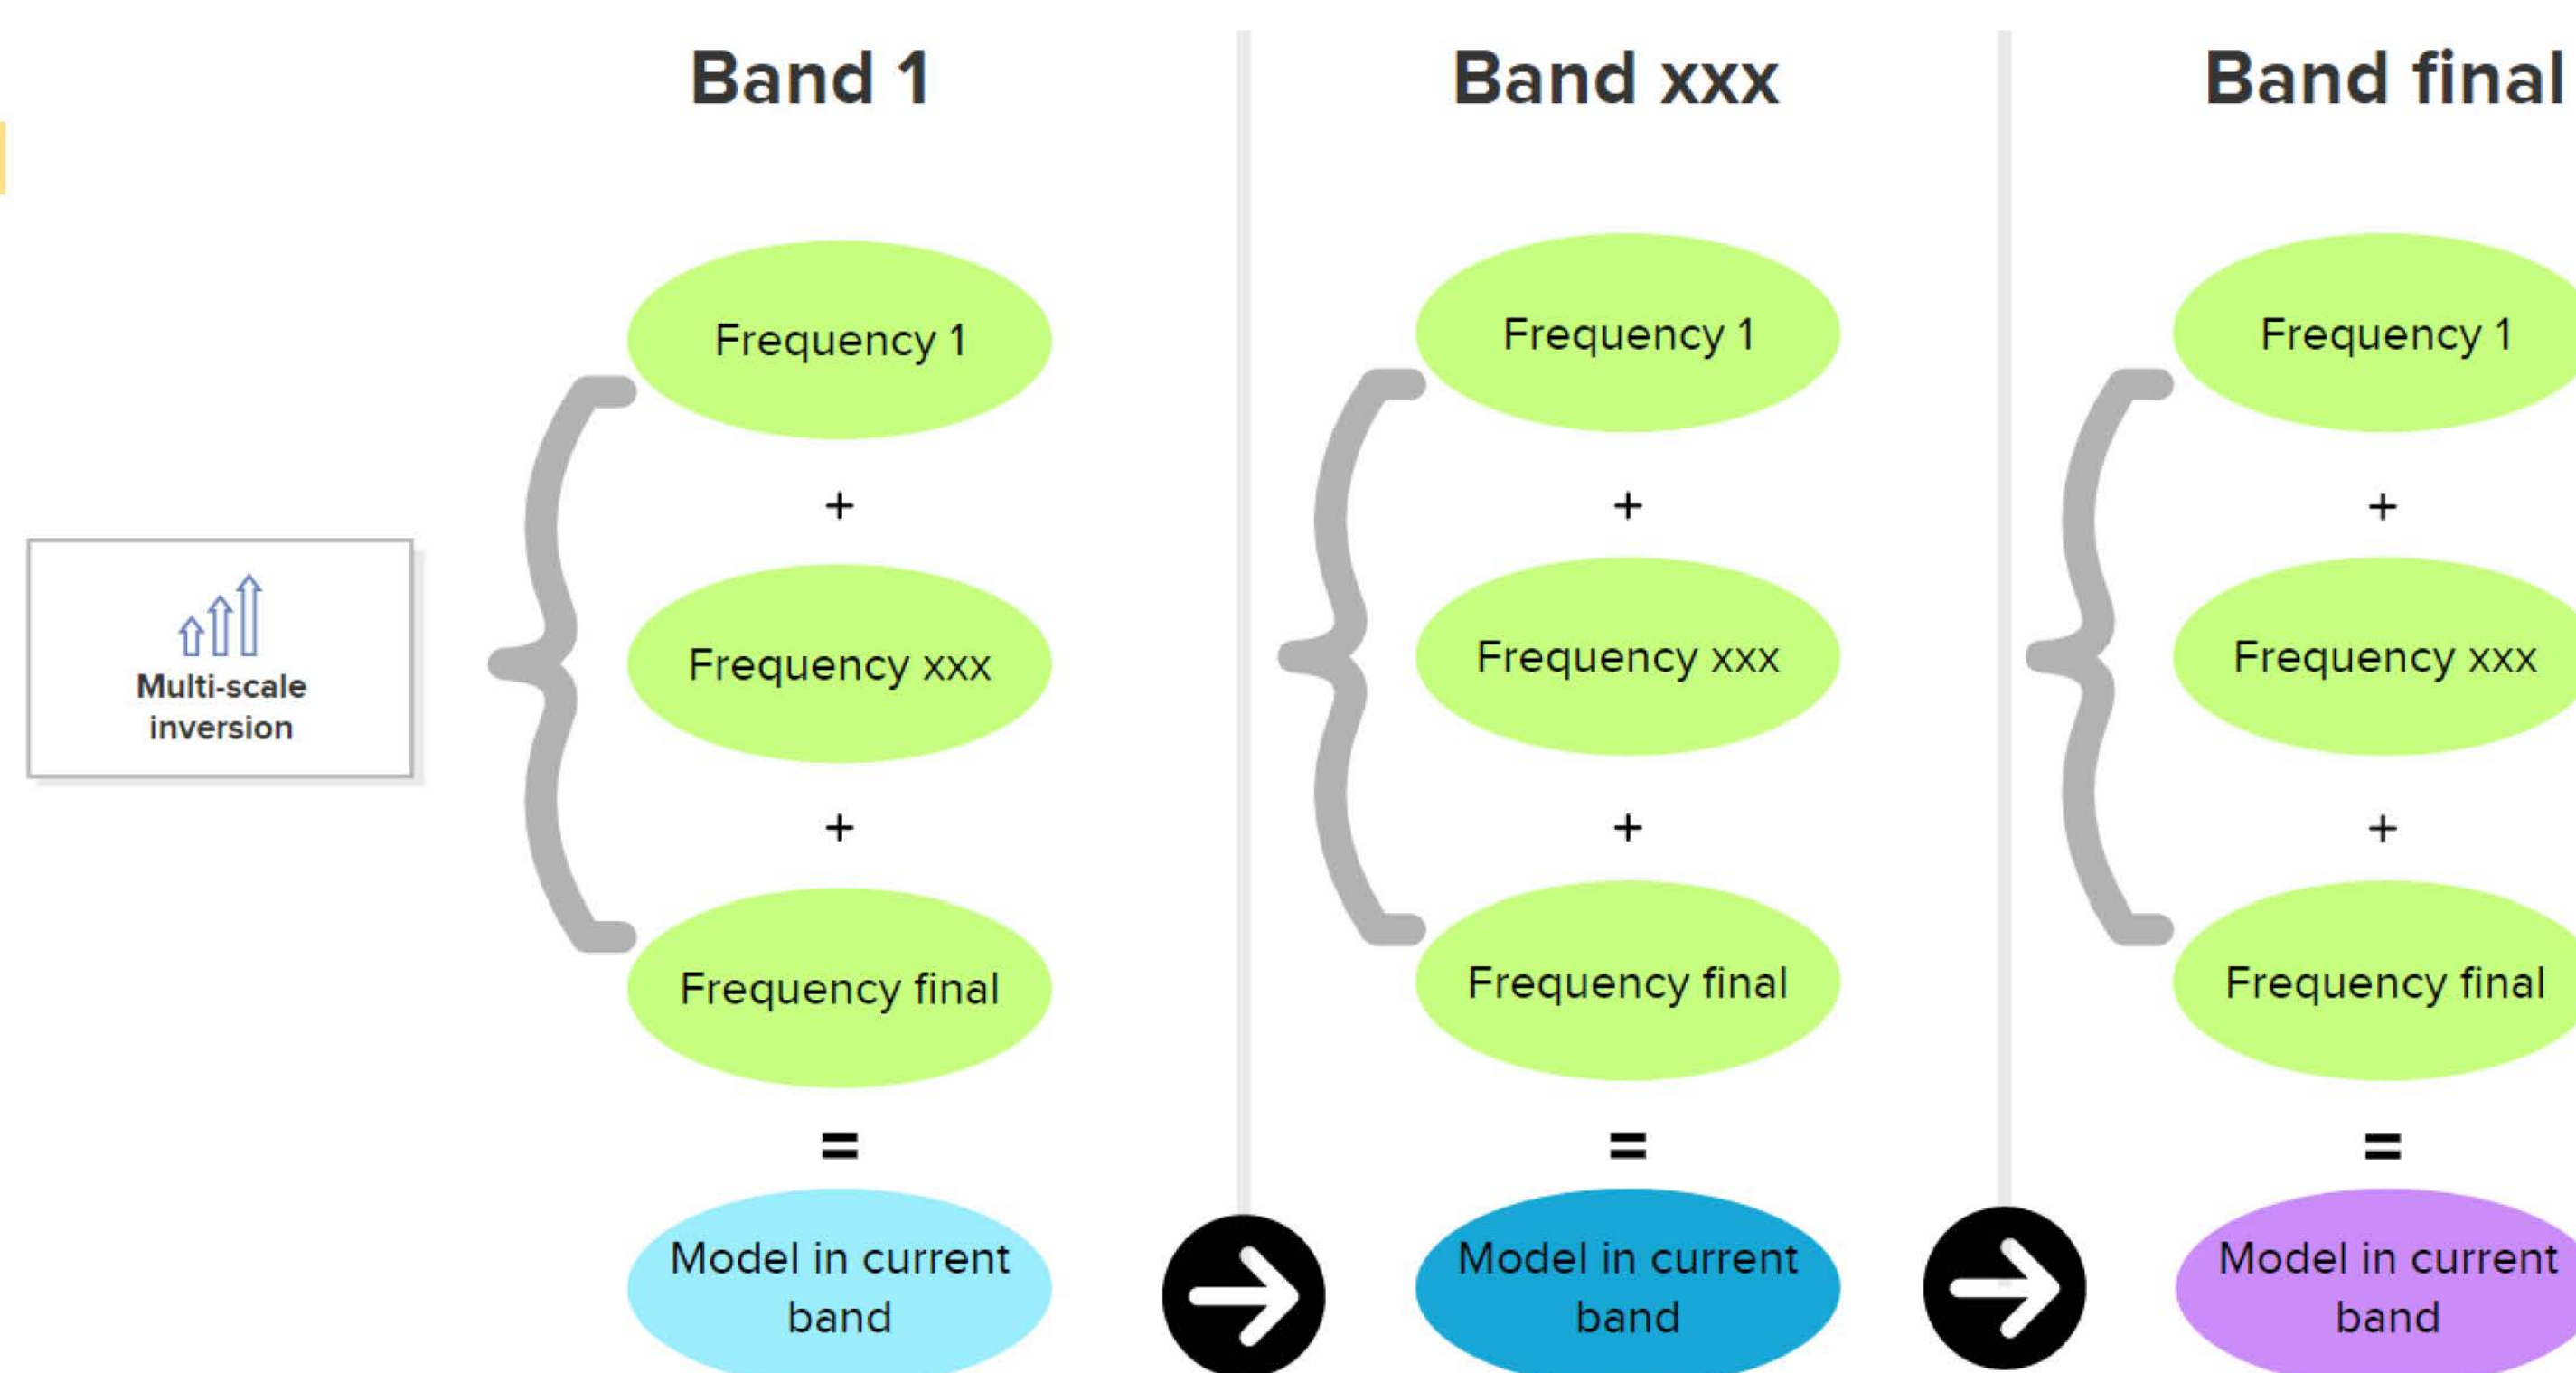 Band 1
Band xxx
Band final
Multi-scale
inversion
Frequency 1
+
Frequency xxx
+
Frequency final
=
Model in current
band
Frequency 1
+
Frequency xxx
+
Frequency final
=
Model in current
band
Frequency 1
+
Frequency xxx
+
Frequency final
=
Model in current
band